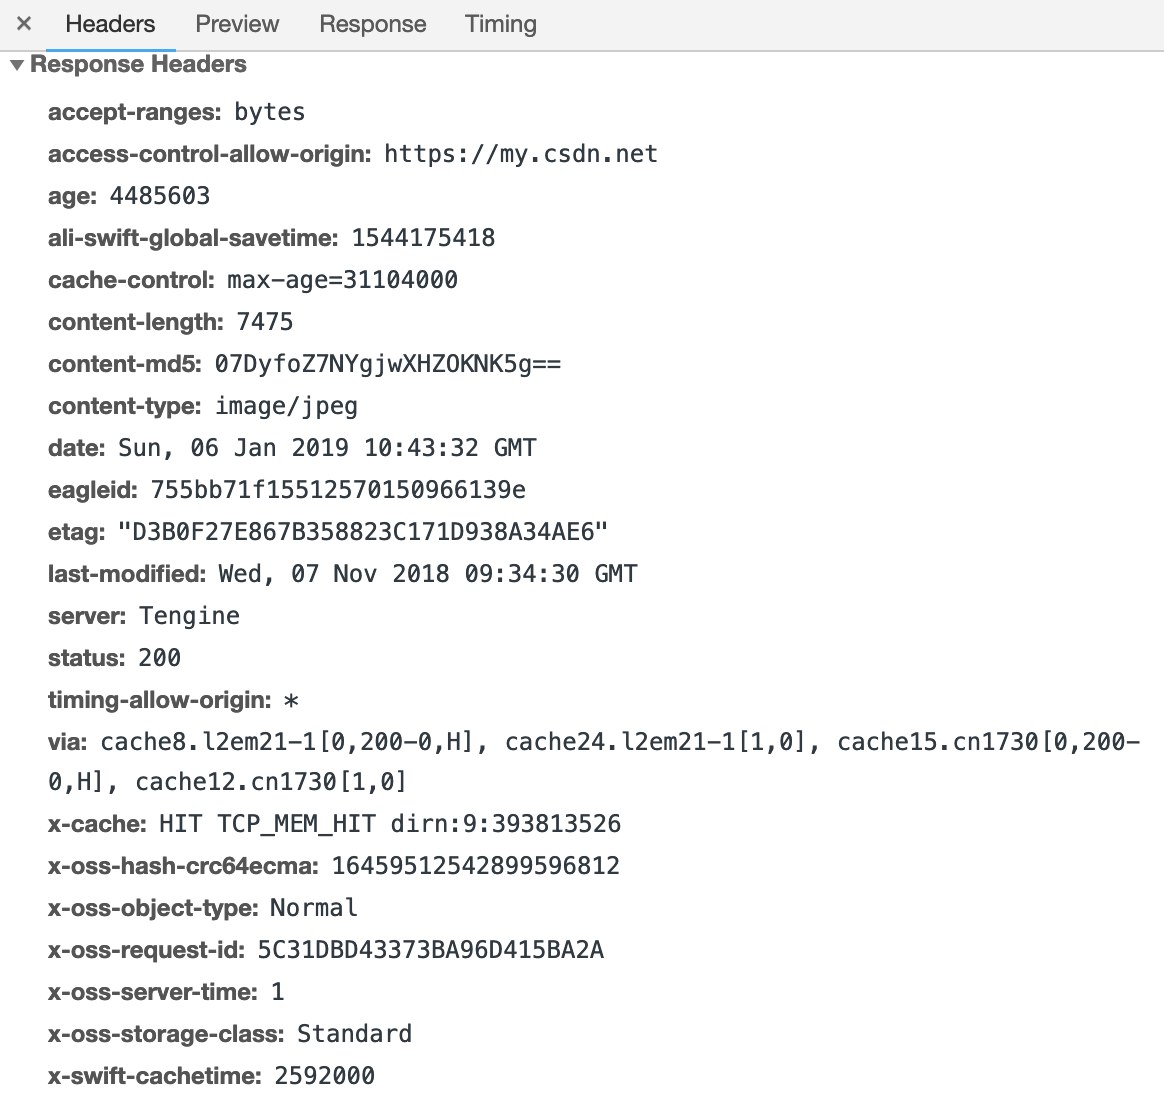 × Headers Preview Response Timing
▼ Response Headers
accept-ranges: bytes
access-control-allow-origin: https://my.csdn.net
age: 4485603
ali-swift-global-savetime: 1544175418
cache-control: max-age=31104000
content-length: 7475
content-md5: 07DyfoZ7NYgjwXHZOKNK5g==
content-type: image/jpeg
date: Sun, 06 Jan 2019 10:43:32 GMT
eagleid: 755bb71f15512570150966139e
etag: "D3B0F27E867B358823C171D938A34AE6"
last-modified: Wed, 07 Nov 2018 09:34:30 GMT
server: Tengine
status: 200
timing-allow-origin: *
via: cache8.l2em21-1[0,200-0,H], cache24.l2em21-1[1,0], cache15.cn1730[0,200-
0,H], cache12.cn1730[1,0]
x-cache: HIT TCP_MEM_HIT dirn:9:393813526
x-oss-hash-crc64ecma: 16459512542899596812
x-oss-object-type: Normal
x-oss-request-id: 5C31DBD43373BA96D415BA2A
x-oss-server-time: 1
x-oss-storage-class: Standard
x-swift-cachetime: 2592000